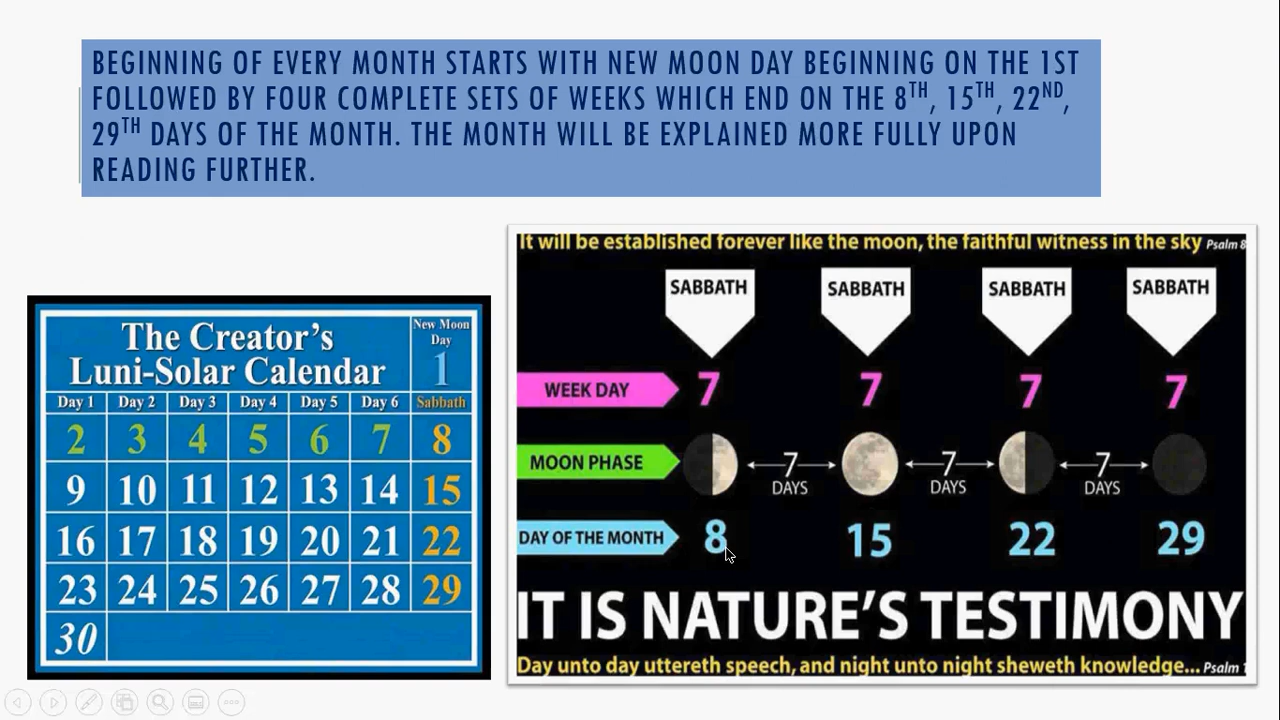 BEGINNING OF EVERY MONTH STARTS WITH NEW MOON DAY BEGINNING ON THE 1ST
FOLLOWED BY FOUR COMPLETE SETS OF WEEKS WHICH END ON THE 8TH, 15TH, 22ND,
29TH DAYS OF THE MONTH. THE MONTH WILL BE EXPLAINED MORE FULLY UPON
READING FURTHER.
The Creator's
Luni-Solar Calendar
New Moon
Day
1
Day 1 Day 2 Day 3 Day 4 Day 5 Day 6 Sabbath
2 3 4 5 6 7 8
9 10 11 12 13 14 15
16 17 18 19 20 21 22
23 24 25 26 27 28 29
30
It will be established forever like the moon, the faithful witness in the sky Psalm 8
SABBATH SABBATH SABBATH SABBATH
WEEK DAY 7 7 7 7
MOON PHASE 7 7 7
DAYS DAYS DAYS
DAY OF THE MONTH 8 15 22 29
IT IS NATURE'S TESTIMONY
Day unto day uttereth speech, and night unto night sheweth knowledge... Psalm 1